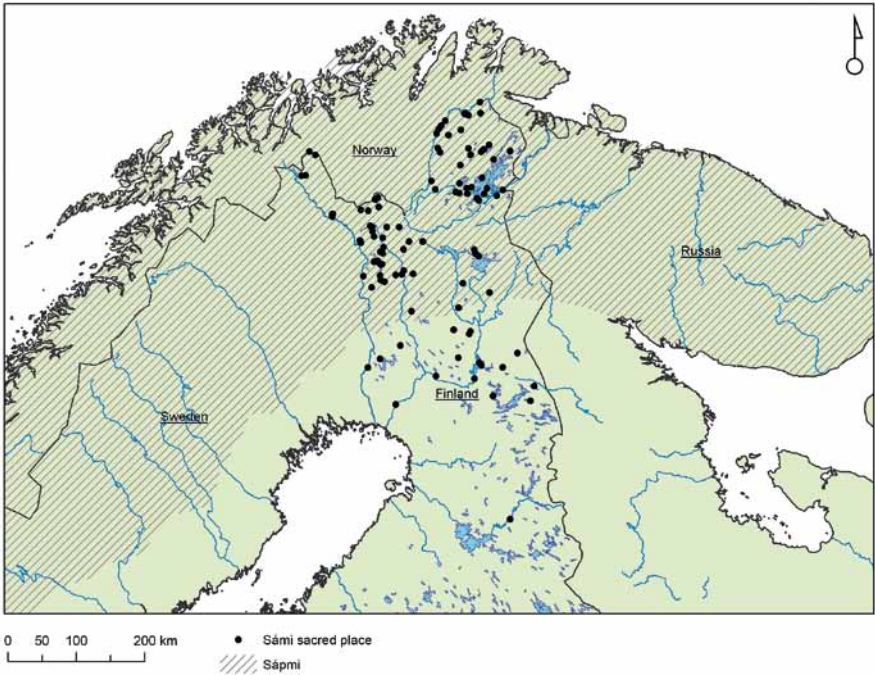 Norway
Russia
Finland
Sweden
0 50 100 200 km
Sámi sacred place
Sápmi